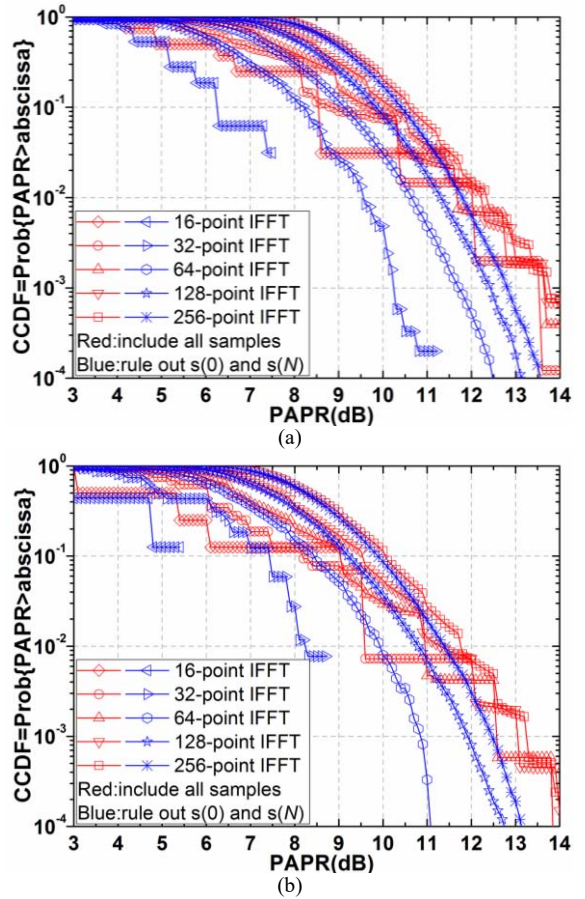 CCDF=Prob{PAPR>abscissa}
10^0
10^-1
10^-2
10^-3
10^-4
16-point IFFT
32-point IFFT
64-point IFFT
128-point IFFT
256-point IFFT
Red:include all samples
Blue:rule out s(0) and s(N)
3 4 5 6 7 8 9 10 11 12 13 14
PAPR(dB)
(a)
CCDF=Prob{PAPR>abscissa}
10^0
10^-1
10^-2
10^-3
10^-4
16-point IFFT
32-point IFFT
64-point IFFT
128-point IFFT
256-point IFFT
Red:include all samples
Blue:rule out s(0) and s(N)
3 4 5 6 7 8 9 10 11 12 13 14
PAPR(dB)
(b)